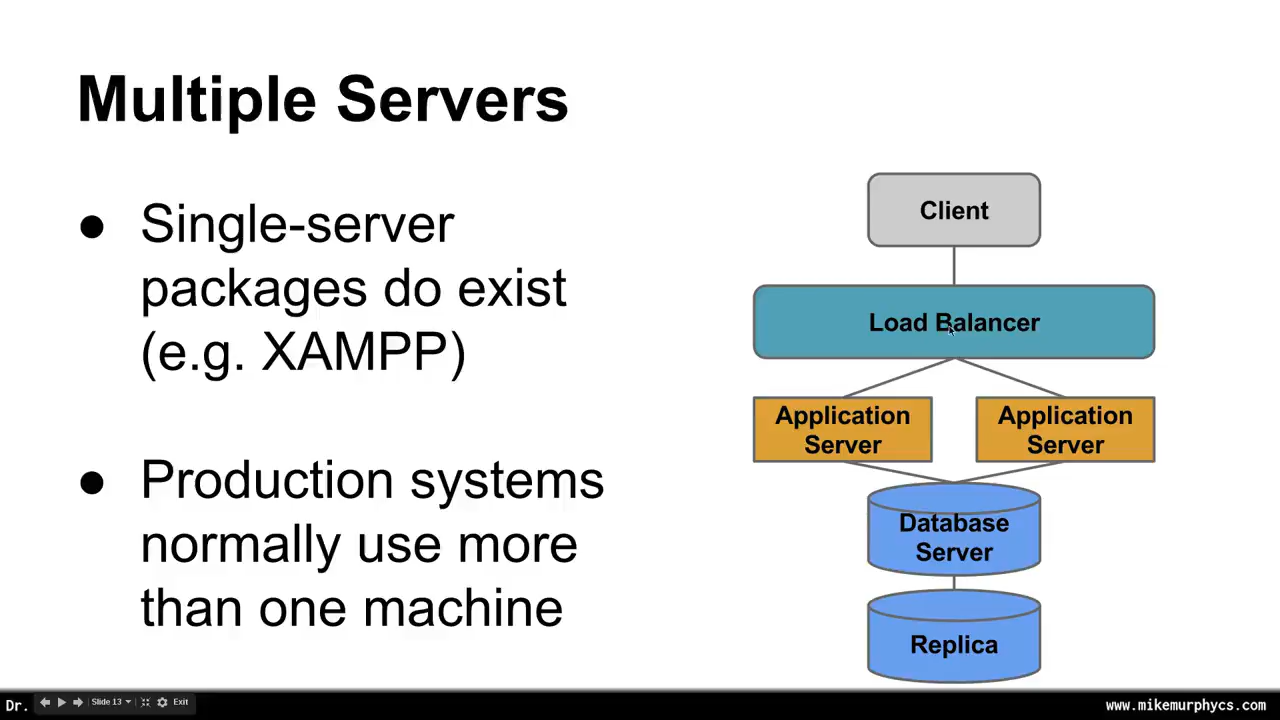 Multiple Servers
● Single-server
packages do exist
(e.g. XAMPP)
● Production systems
normally use more
than one machine
Client
Load Balancer
Application
Server
Application
Server
Database
Server
Replica
Dr.
Slide 13
Exit
www.mikemurphycs.com